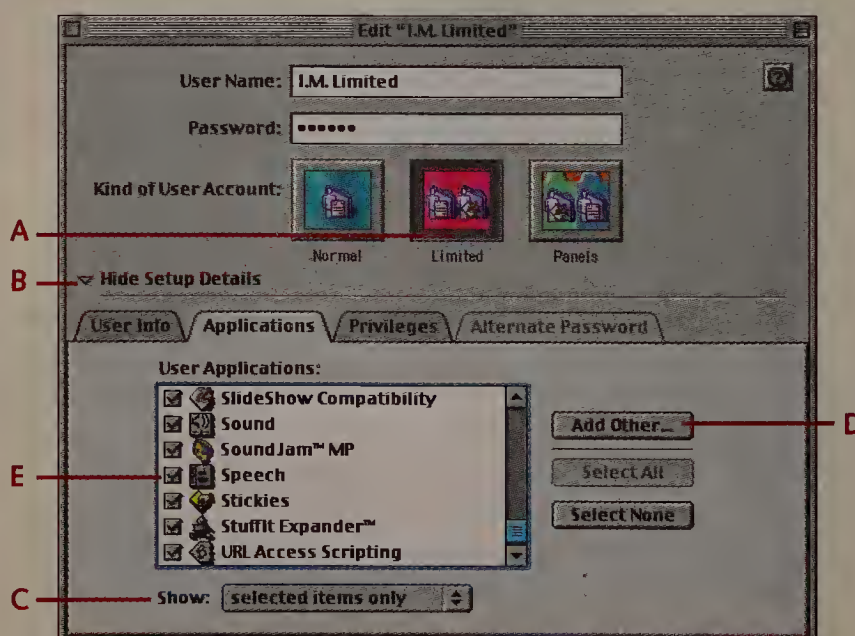 Edit "I.M. Limited"
User Name: I.M. Limited
Password: ••••••
Kind of User Account:
A
Normal Limited Panels
B
Hide Setup Details
User Info Applications Privileges Alternate Password
User Applications:
SlideShow Compatibility
Sound
Add Other...
D
SoundJam™ MP
E
Speech
Select All
Stickies
StuffIt Expander™
Select None
URL Access Scripting
C
Show: selected items only